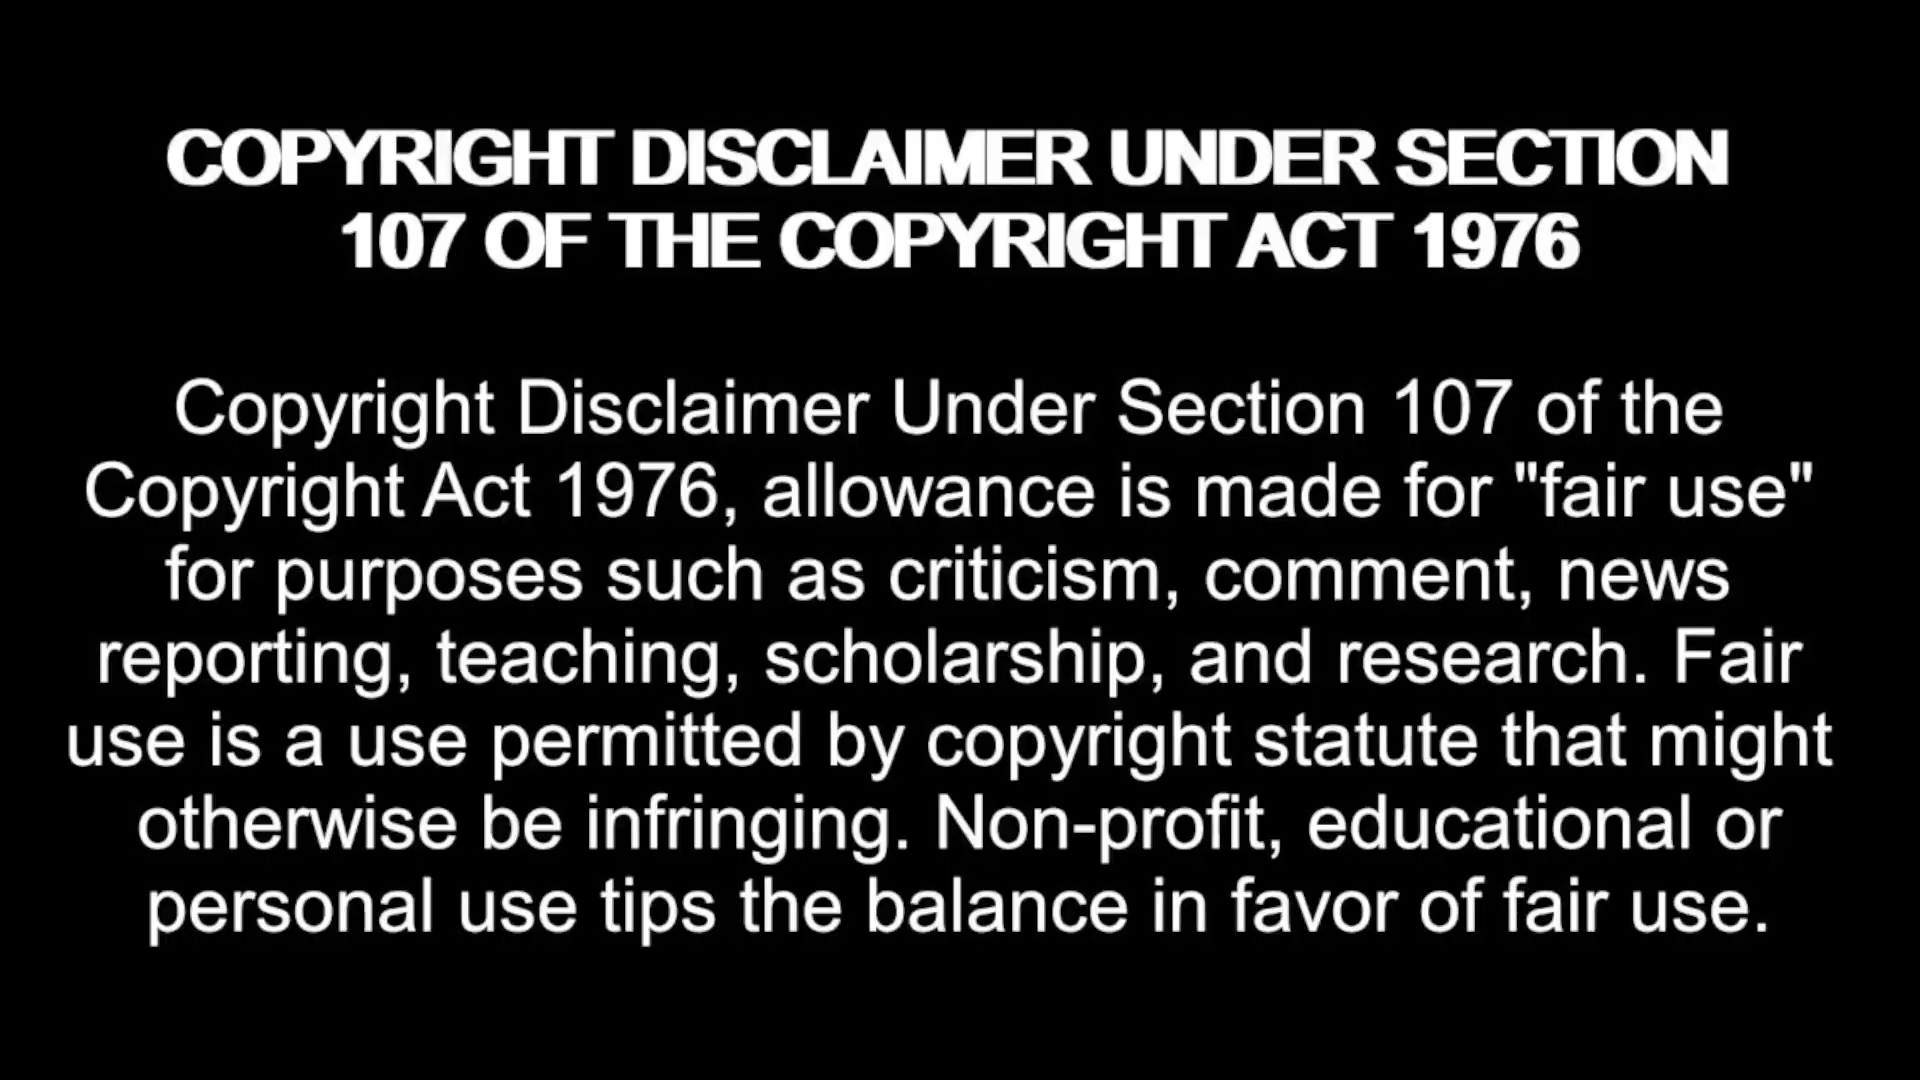 COPYRIGHT DISCLAIMER UNDER SECTION
107 OF THE COPYRIGHT ACT 1976
Copyright Disclaimer Under Section 107 of the
Copyright Act 1976, allowance is made for "fair use"
for purposes such as criticism, comment, news
reporting, teaching, scholarship, and research. Fair
use is a use permitted by copyright statute that might
otherwise be infringing. Non-profit, educational or
personal use tips the balance in favor of fair use.